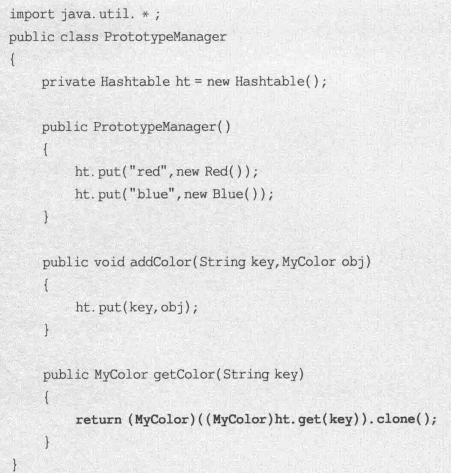 import java.util. * ;
public class PrototypeManager
{
private Hashtable ht = new Hashtable();
public PrototypeManager()
{
ht.put("red",new Red());
ht.put("blue",new Blue());
}
public void addColor(String key,MyColor obj)
{
ht.put(key,obj);
}
public MyColor getColor(String key)
{
return (MyColor)((MyColor)ht.get(key)).clone();
}
}